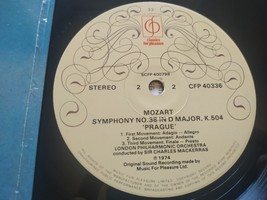 classics
for pleasure
SCFP 40076B
STEREO
2
2
CFP 40336
MOZART
SYMPHONY NO.38 IN D MAJOR, K.504
'PRAGUE'
1. First Movement: Adagio – Allegro
2. Second Movement: Andante
3. Third Movement: Finale – Presto
LONDON PHILHARMONIC ORCHESTRA
conducted by SIR CHARLES MACKERRAS
℗ 1974
Original Sound Recording made by
Music For Pleasure Ltd.